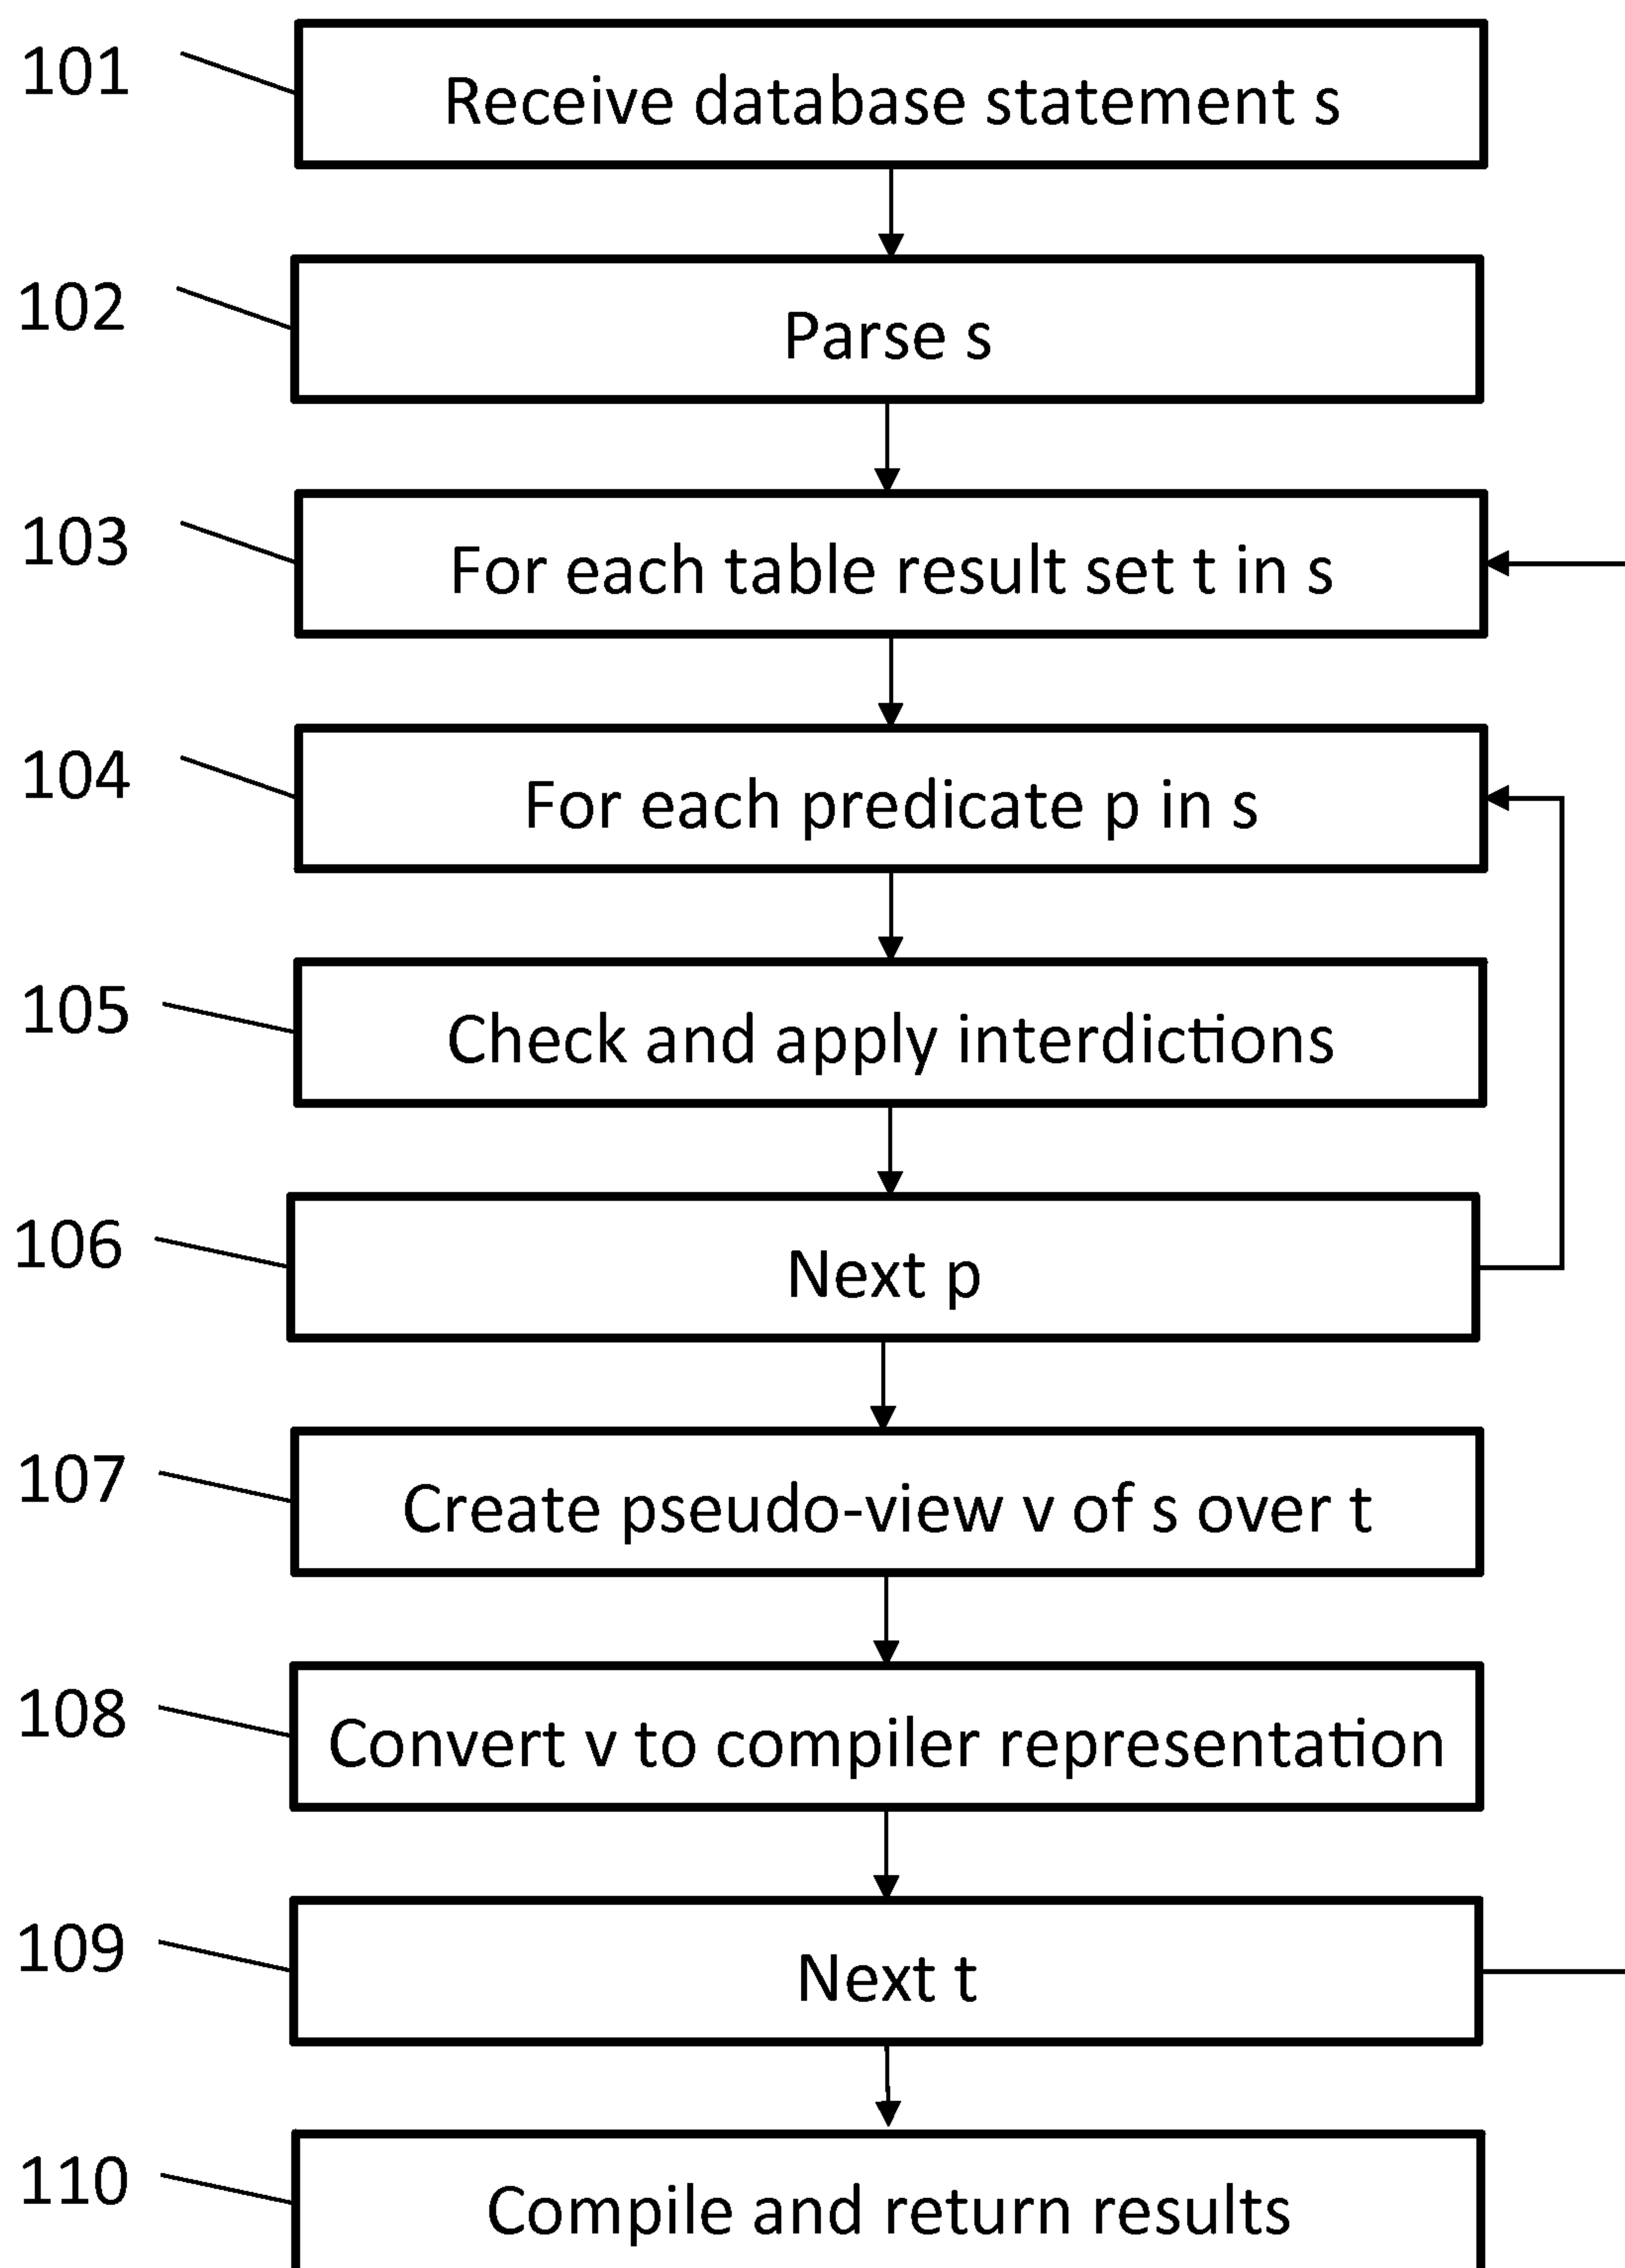 101
Receive database statement s
102
Parse s
103
For each table result set t in s
104
For each predicate p in s
105
Check and apply interdictions
106
Next p
107
Create pseudo-view v of s over t
108
Convert v to compiler representation
109
Next t
110
Compile and return results